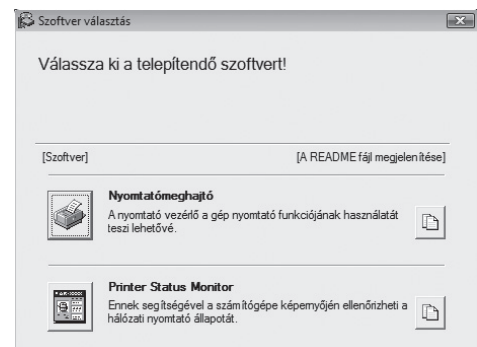 Szoftver választás
Válassza ki a telepítendő szoftvert!
[Szoftver] [A README fájl megjelenítése]
Nyomtatómeghajtó
A nyomtató vezérlő a gép nyomtató funkciójának használatát
teszi lehetővé.
Printer Status Monitor
Ennek segítségével a számítógépe képernyőjén ellenőrizheti a
hálózati nyomtató állapotát.